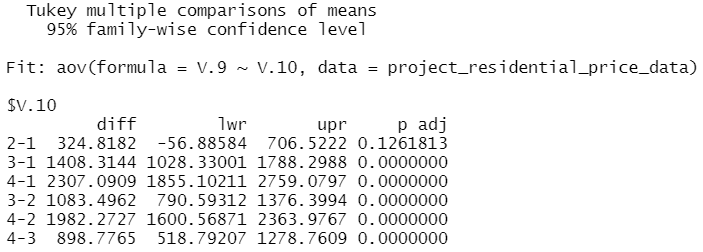 Tukey multiple comparisons of means
95% family-wise confidence level
Fit: aov(formula = V.9 ~ V.10, data = project_residential_price_data)
$V.10
diff lwr upr p adj
2-1 324.8182 -56.88584 706.5222 0.1261813
3-1 1408.3144 1028.33001 1788.2988 0.0000000
4-1 2307.0909 1855.10211 2759.0797 0.0000000
3-2 1083.4962 790.59312 1376.3994 0.0000000
4-2 1982.2727 1600.56871 2363.9767 0.0000000
4-3 898.7765 518.79207 1278.7609 0.0000000